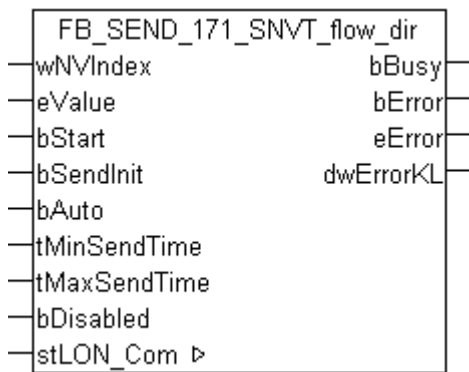 FB_SEND_171_SNVT_flow_dir
wNVIndex bBusy
eValue bError
bStart eError
bSendInit dwErrorKL
bAuto
tMinSendTime
tMaxSendTime
bDisabled
stLON_Com ▷